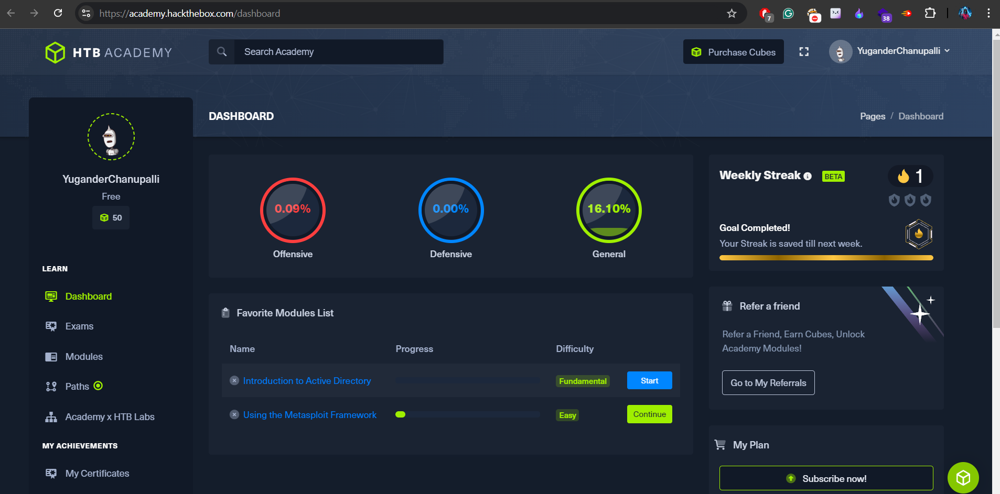 https://academy.hackthebox.com/dashboard
7
38
HTB ACADEMY
Search Academy
Purchase Cubes
YuganderChanupalli
DASHBOARD
Pages / Dashboard
YuganderChanupalli
Free
50
LEARN
Dashboard
Exams
Modules
Paths
Academy x HTB Labs
MY ACHIEVEMENTS
My Certificates
0.09%
0.00%
16.10%
Offensive
Defensive
General
Favorite Modules List
Name Progress Difficulty
Introduction to Active Directory Fundamental Start
Using the Metasploit Framework Easy Continue
Weekly Streak BETA 1
Goal Completed!
Your Streak is saved till next week.
Refer a friend
Refer a Friend, Earn Cubes, Unlock
Academy Modules!
Go to My Referrals
My Plan
Subscribe now!